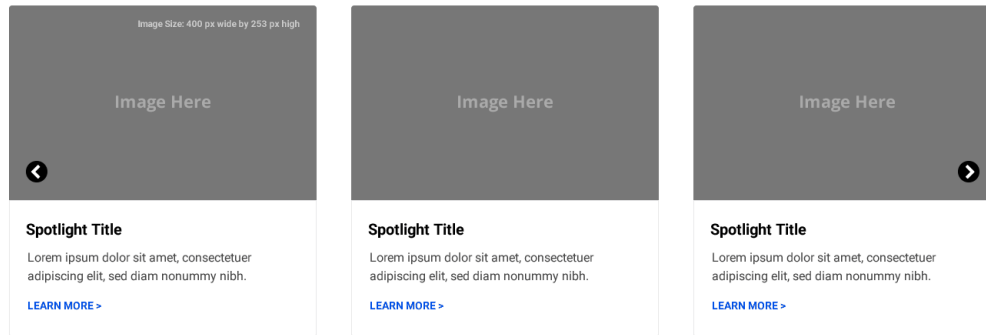 Image Size: 400 px wide by 253 px high
Image Here
Spotlight Title
Lorem ipsum dolor sit amet, consectetuer
adipiscing elit, sed diam nonummy nibh.
LEARN MORE >
Image Here
Spotlight Title
Lorem ipsum dolor sit amet, consectetuer
adipiscing elit, sed diam nonummy nibh.
LEARN MORE >
Image Here
Spotlight Title
Lorem ipsum dolor sit amet, consectetuer
adipiscing elit, sed diam nonummy nibh.
LEARN MORE >